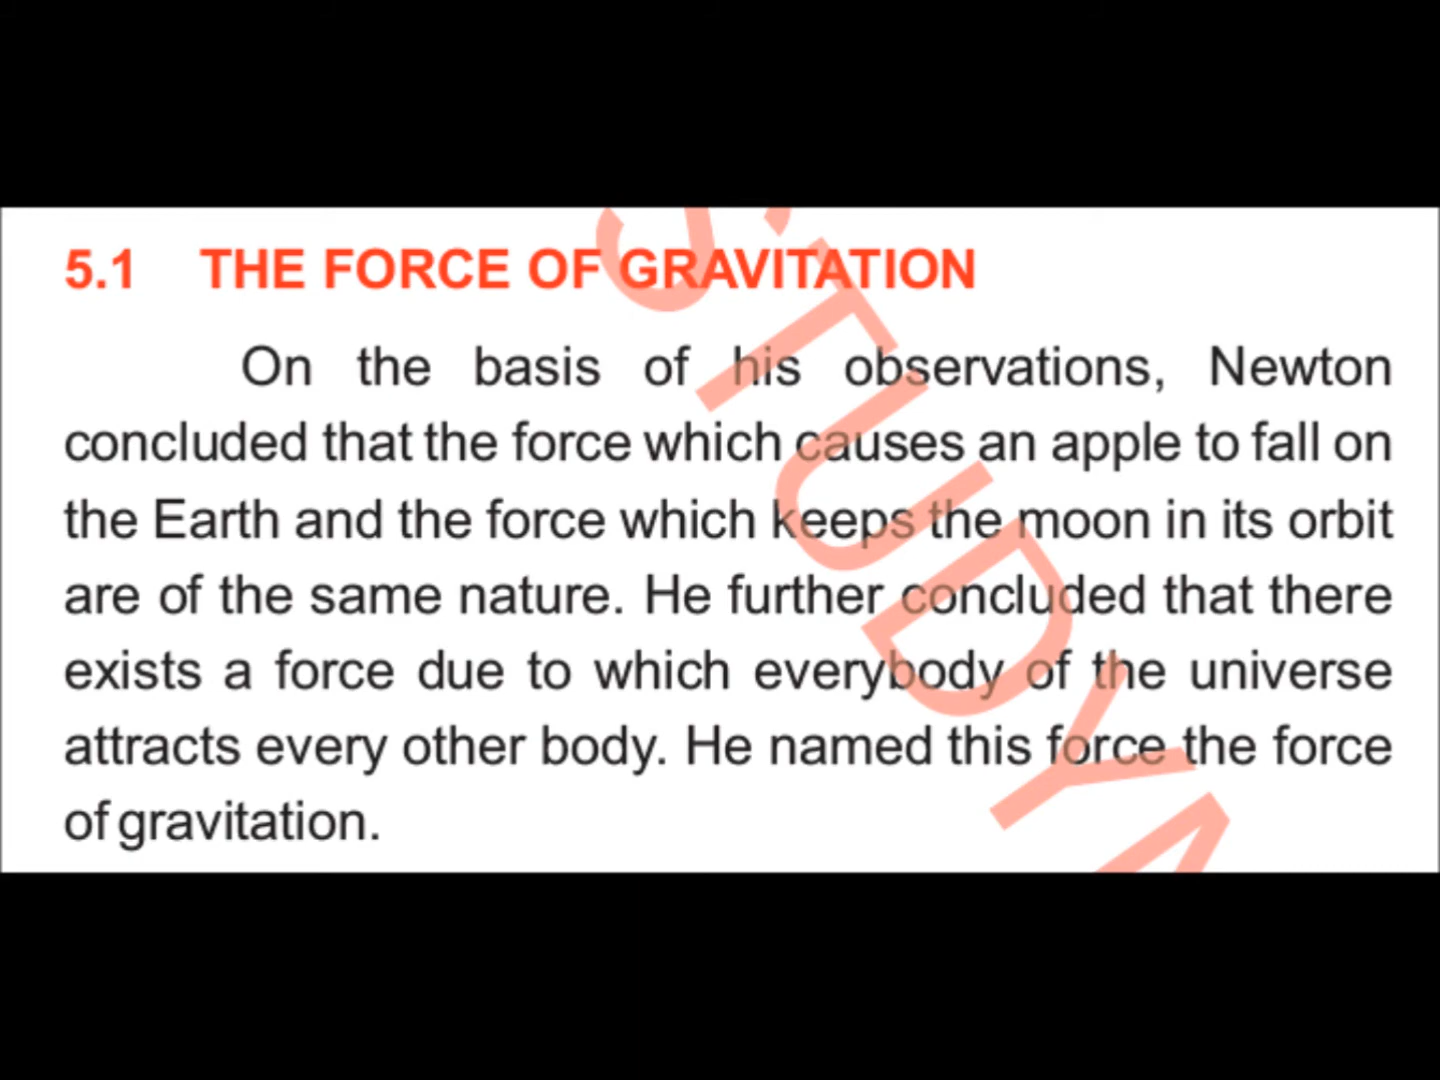 5.1 THE FORCE OF GRAVITATION
On the basis of his observations, Newton
concluded that the force which causes an apple to fall on
the Earth and the force which keeps the moon in its orbit
are of the same nature. He further concluded that there
exists a force due to which everybody of the universe
attracts every other body. He named this force the force
of gravitation.
STUDY